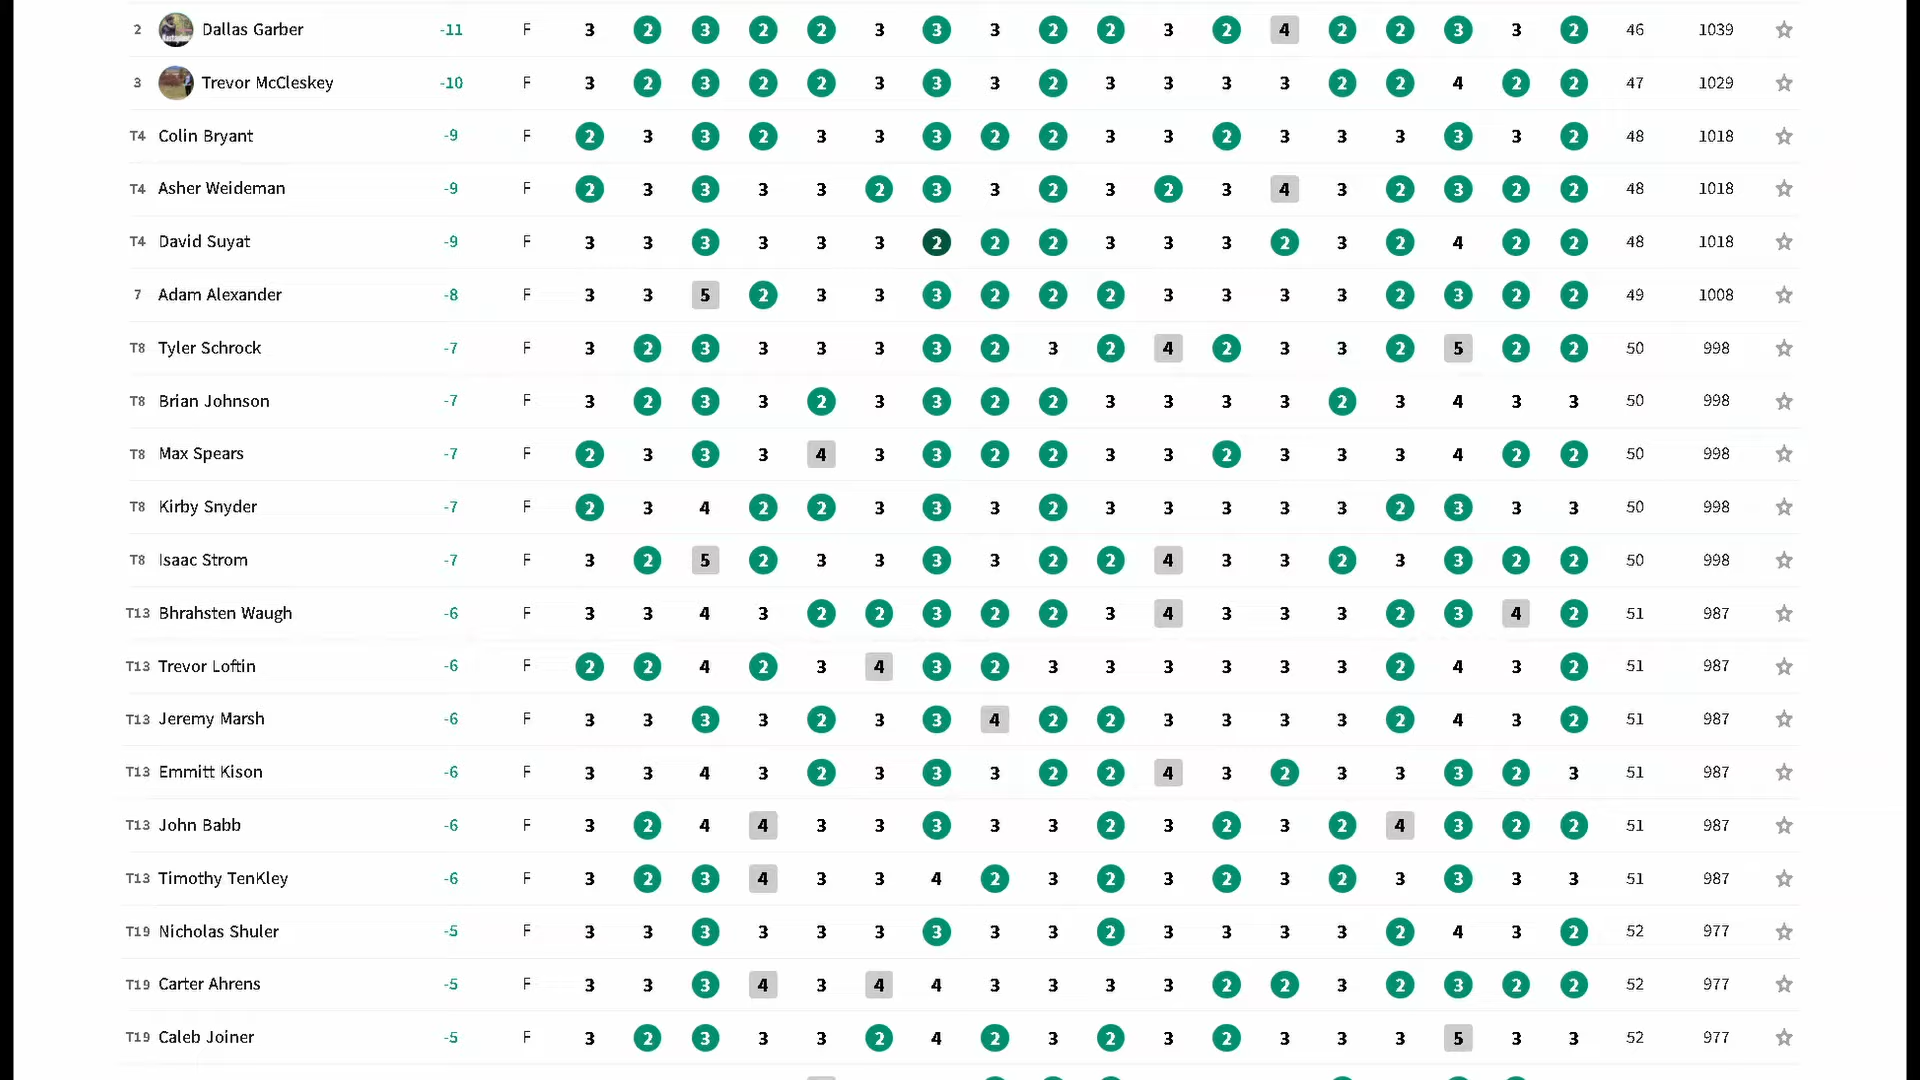 2 Dallas Garber -11 F 3 2 3 2 2 3 3 3 2 2 3 2 4 2 2 3 3 2 46 1039
3 Trevor McCleskey -10 F 3 2 3 2 2 3 3 3 2 3 3 3 3 2 2 4 2 2 47 1029
T4 Colin Bryant -9 F 2 3 3 2 3 3 3 2 2 3 3 2 3 3 3 3 3 2 48 1018
T4 Asher Weideman -9 F 2 3 3 3 3 2 3 3 2 3 2 3 4 3 2 3 2 2 48 1018
T4 David Suyat -9 F 3 3 3 3 3 3 2 2 2 3 3 3 2 3 2 4 2 2 48 1018
7 Adam Alexander -8 F 3 3 5 2 3 3 3 2 2 2 3 3 3 3 2 3 2 2 49 1008
T8 Tyler Schrock -7 F 3 2 3 3 3 3 3 2 3 2 4 2 3 3 2 5 2 2 50 998
T8 Brian Johnson -7 F 3 2 3 3 2 3 3 2 2 3 3 3 3 2 3 4 3 3 50 998
T8 Max Spears -7 F 2 3 3 3 4 3 3 2 2 3 3 2 3 3 3 4 2 2 50 998
T8 Kirby Snyder -7 F 2 3 4 2 2 3 3 3 2 3 3 3 3 3 2 3 3 3 50 998
T8 Isaac Strom -7 F 3 2 5 2 3 3 3 3 2 2 4 3 3 2 3 3 2 2 50 998
T13 Bhrahsten Waugh -6 F 3 3 4 3 2 2 3 2 2 3 4 3 3 3 2 3 4 2 51 987
T13 Trevor Loftin -6 F 2 2 4 2 3 4 3 2 3 3 3 3 3 3 2 4 3 2 51 987
T13 Jeremy Marsh -6 F 3 3 3 3 2 3 3 4 2 2 3 3 3 3 2 4 3 2 51 987
T13 Emmitt Kison -6 F 3 3 4 3 2 3 3 3 2 2 4 3 2 3 3 3 2 3 51 987
T13 John Babb -6 F 3 2 4 4 3 3 3 3 3 2 3 2 3 2 4 3 2 2 51 987
T13 Timothy TenKley -6 F 3 2 3 4 3 3 4 2 3 2 3 2 3 2 3 3 3 3 51 987
T19 Nicholas Shuler -5 F 3 3 3 3 3 3 3 3 3 2 3 3 3 3 2 4 3 2 52 977
T19 Carter Ahrens -5 F 3 3 3 4 3 4 4 3 3 3 3 2 2 3 2 3 2 2 52 977
T19 Caleb Joiner -5 F 3 2 3 3 3 2 4 2 3 2 3 2 3 3 3 5 3 3 52 977